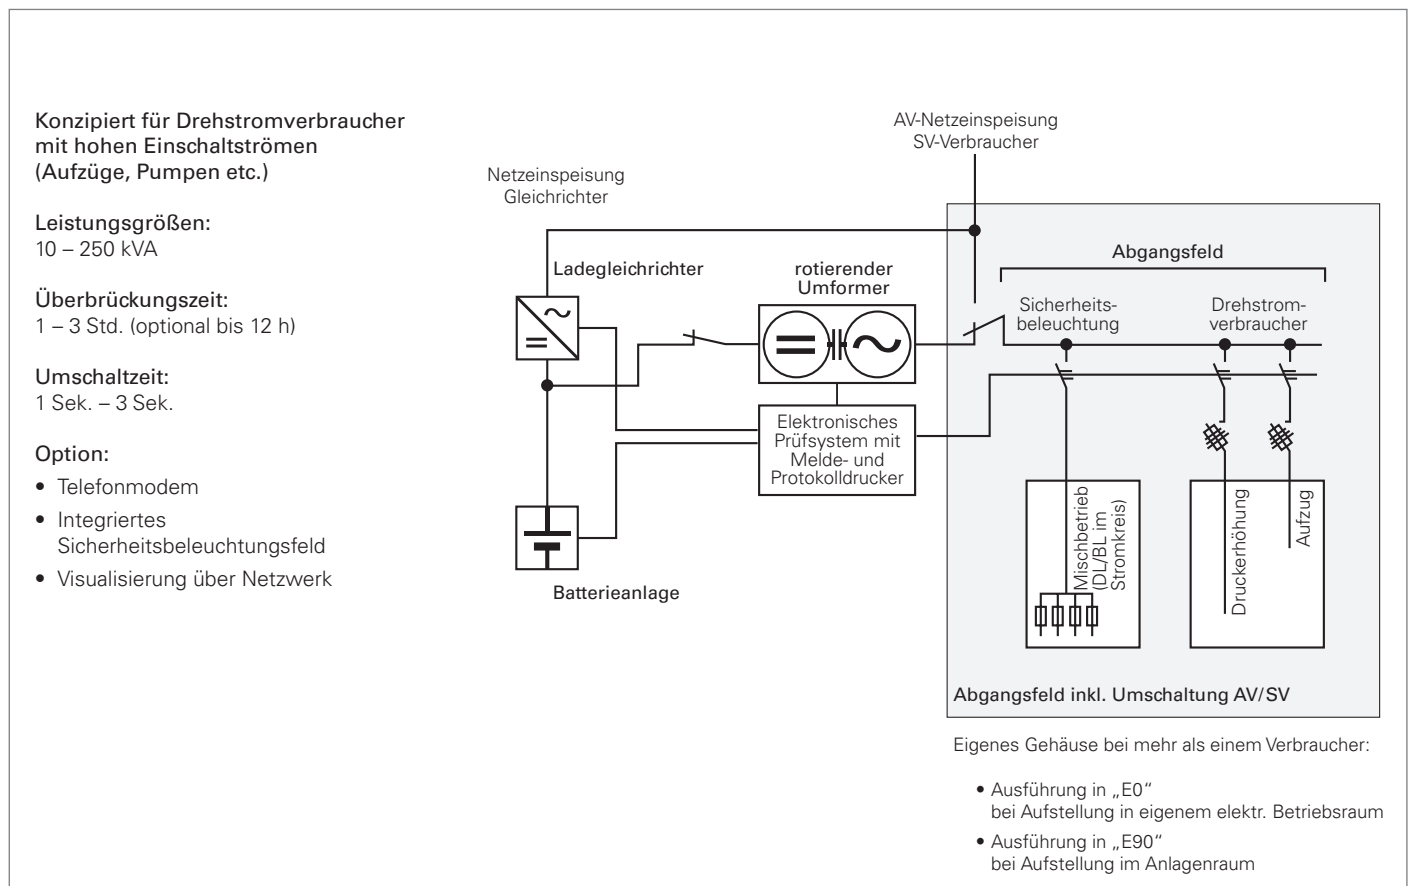 Konzipiert für Drehstromverbraucher
mit hohen Einschaltströmen
(Aufzüge, Pumpen etc.)
Leistungsgrößen:
10 – 250 kVA
Überbrückungszeit:
1 – 3 Std. (optional bis 12 h)
Umschaltzeit:
1 Sek. – 3 Sek.
Option:
• Telefonmodem
• Integriertes
Sicherheitsbeleuchtungsfeld
• Visualisierung über Netzwerk
Netzeinspeisung
Gleichrichter
AV-Netzeinspeisung
SV-Verbraucher
Ladegleichrichter
rotierender
Umformer
Abgangsfeld
Sicherheits-
beleuchtung
Drehstrom-
verbraucher
Elektronisches
Prüfsystem mit
Melde- und
Protokolldrucker
Mischbetrieb
(DL/BL im
Stromkreis)
Druckerhöhung
Aufzug
Batterieanlage
Abgangsfeld inkl. Umschaltung AV/SV
Eigenes Gehäuse bei mehr als einem Verbraucher:
• Ausführung in „E0“
bei Aufstellung in eigenem elektr. Betriebsraum
• Ausführung in „E90“
bei Aufstellung im Anlagenraum